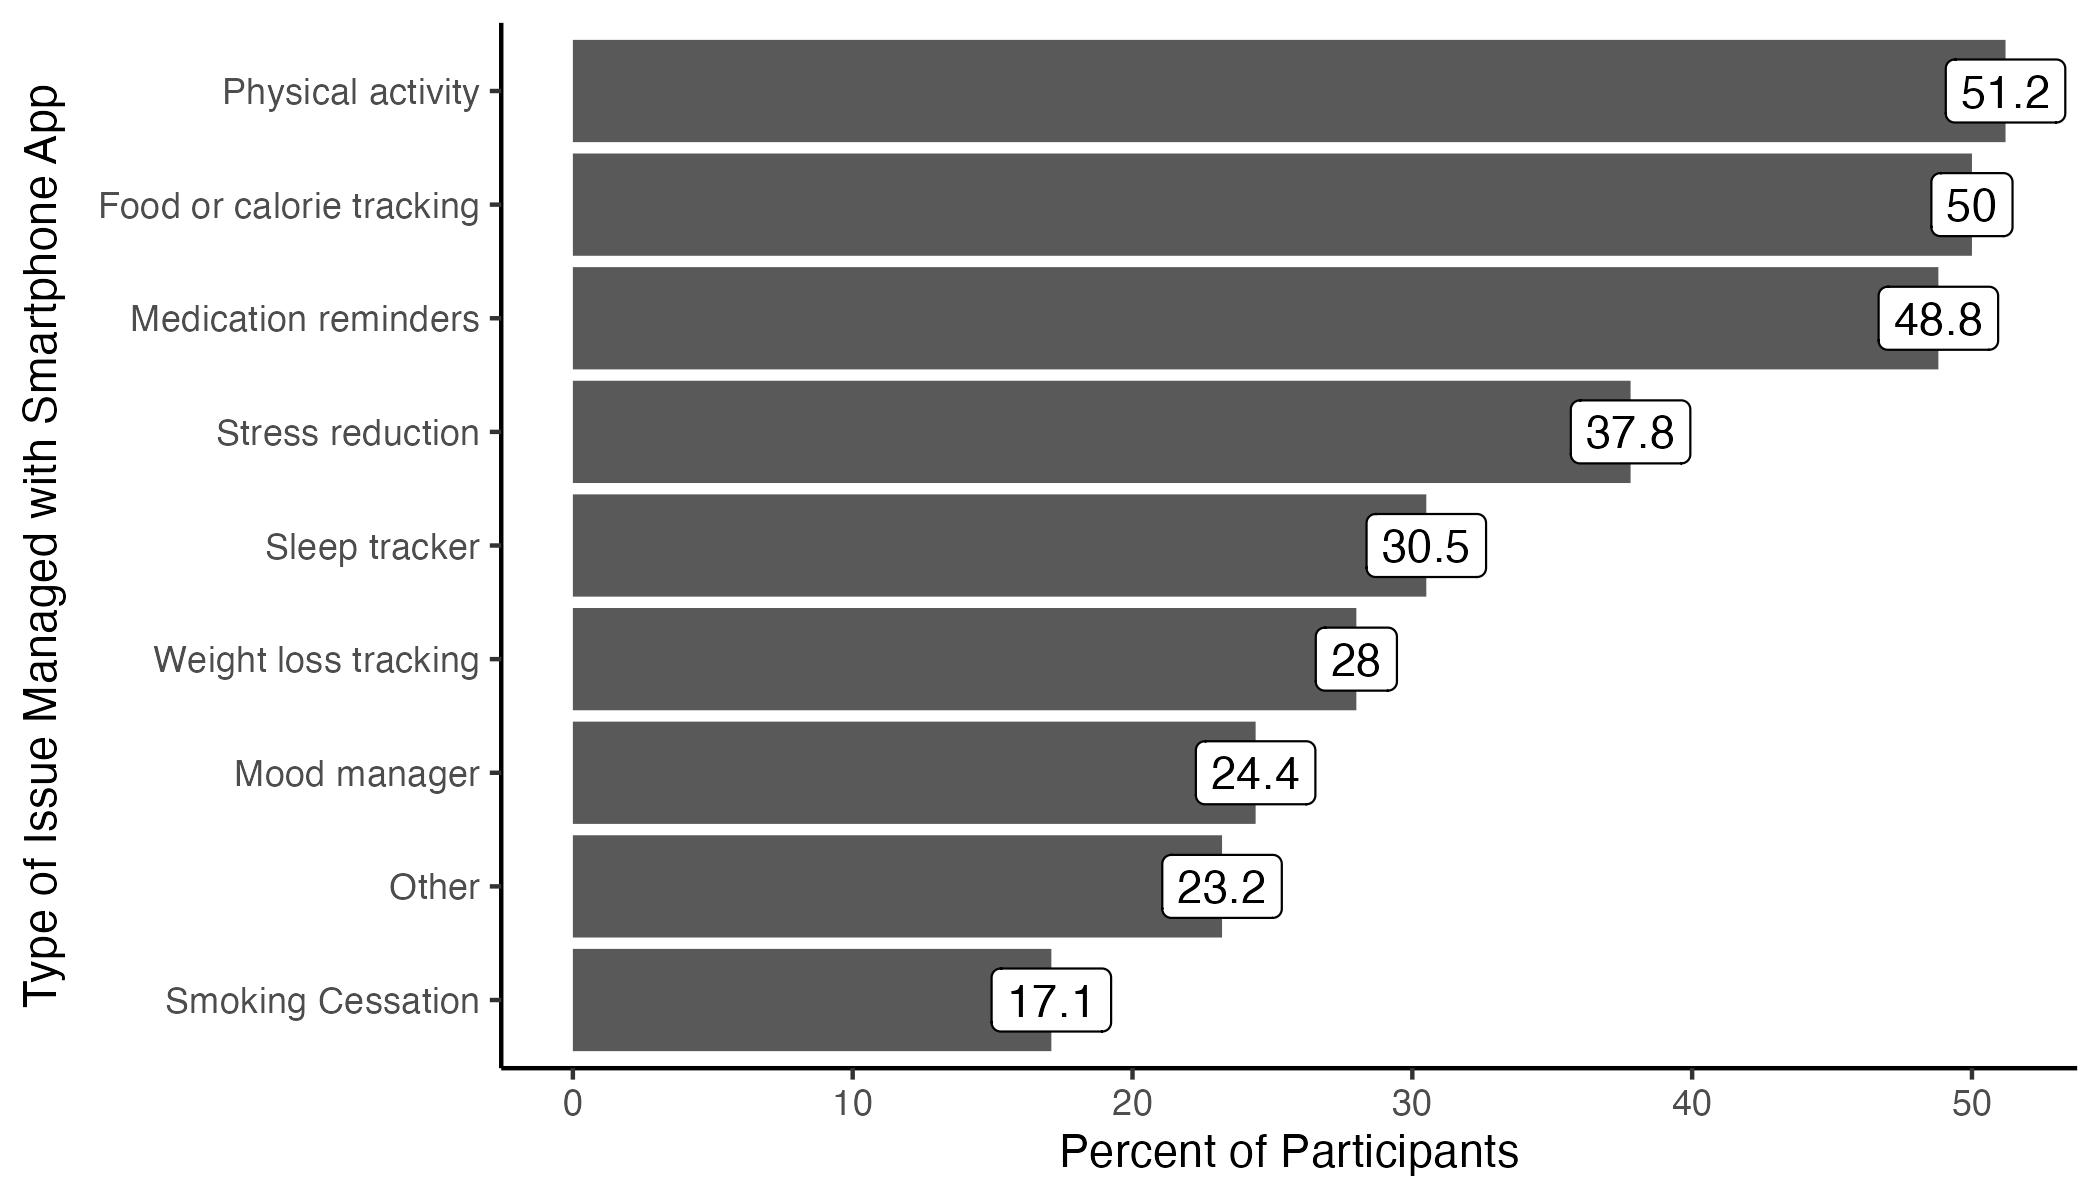 Type of Issue Managed with Smartphone App
Physical activity
51.2
Food or calorie tracking
50
Medication reminders
48.8
Stress reduction
37.8
Sleep tracker
30.5
Weight loss tracking
28
Mood manager
24.4
Other
23.2
Smoking Cessation
17.1
0 10 20 30 40 50
Percent of Participants